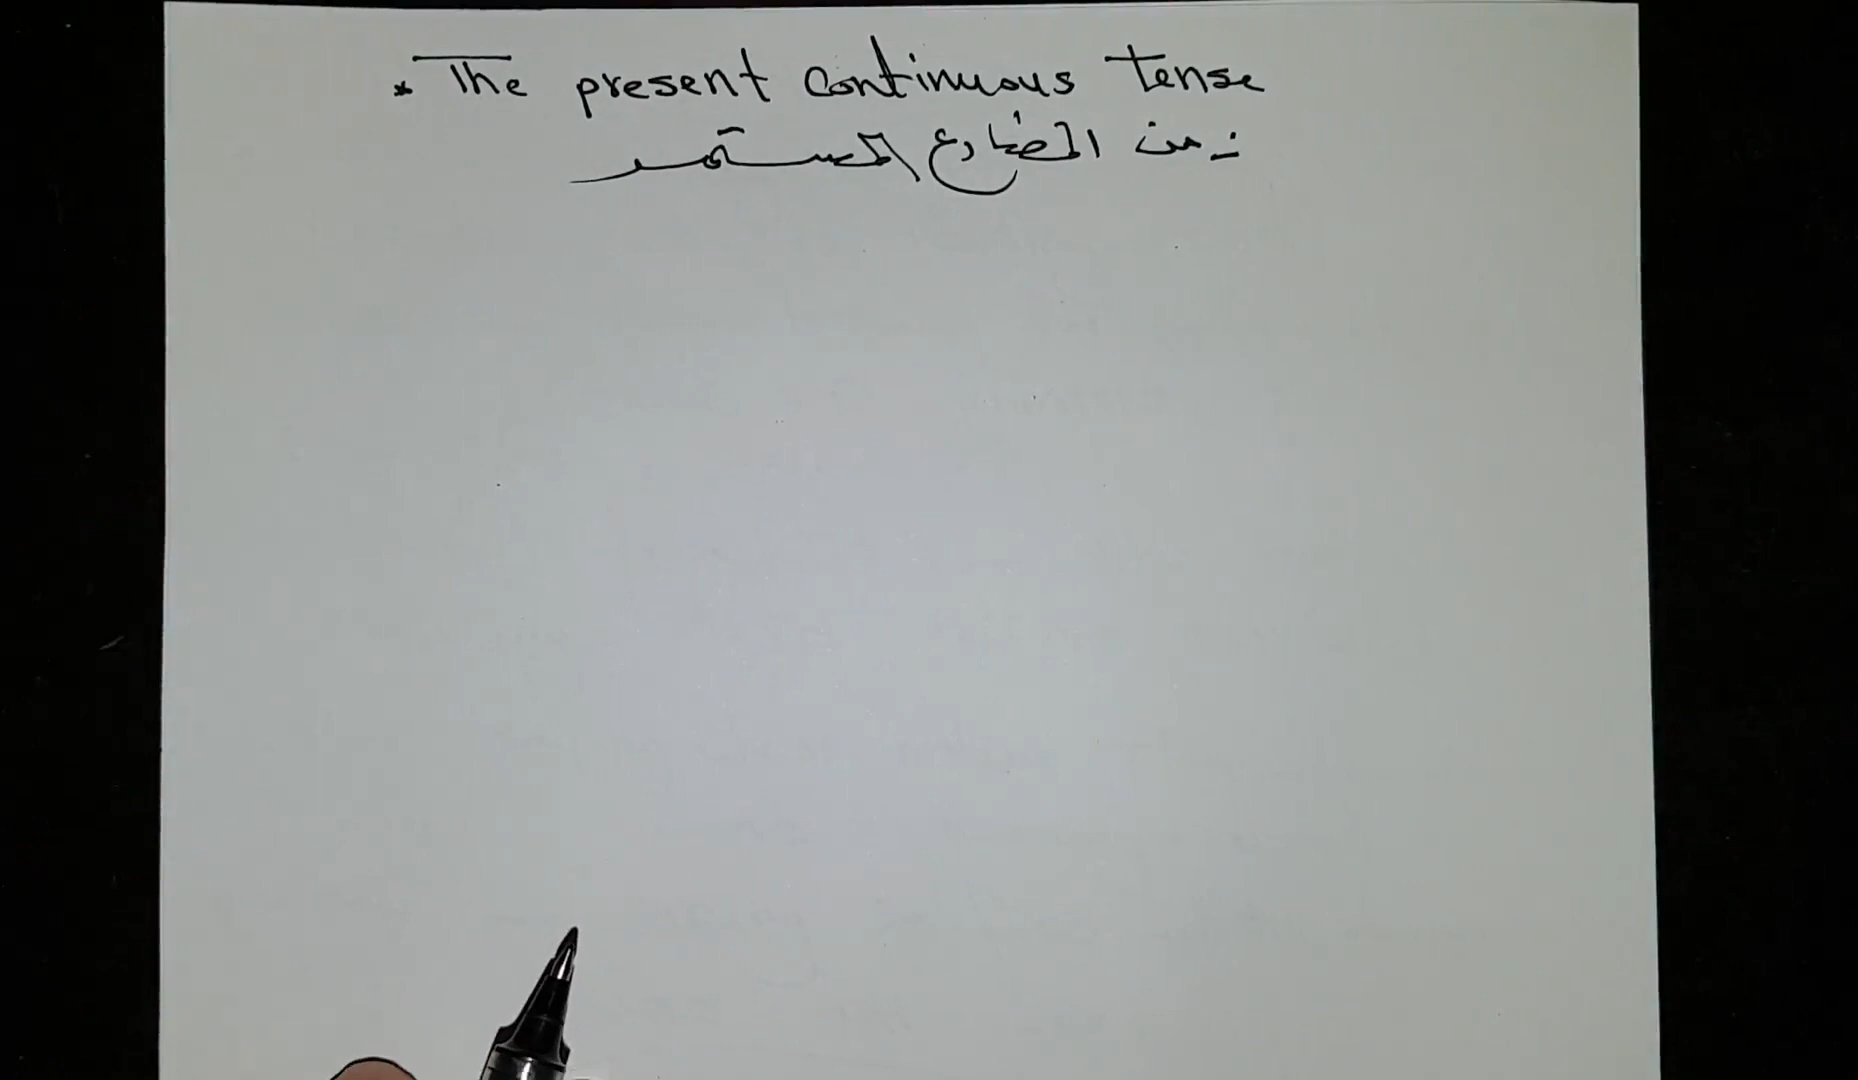 * The present continuous tense
زمن المضارع المستمر